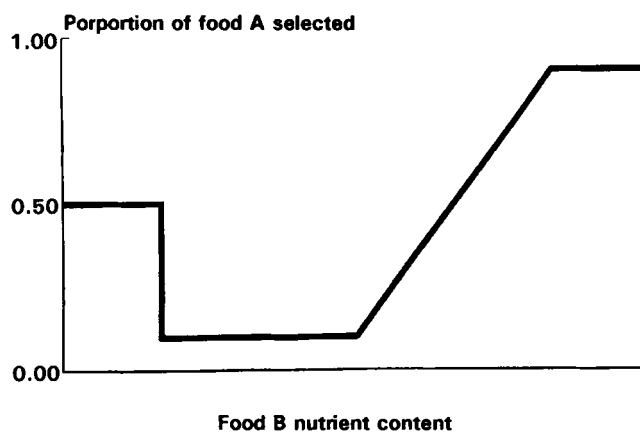 Porportion of food A selected
1.00
0.50
0.00
Food B nutrient content